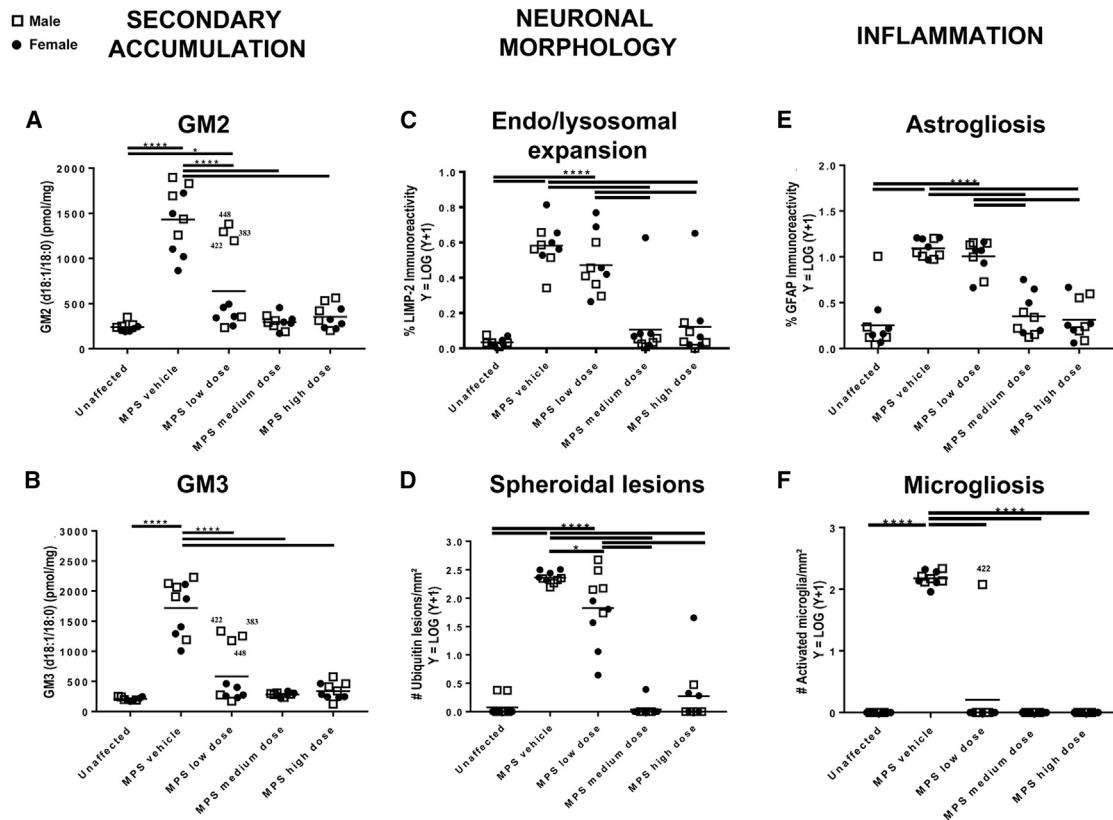 Male
Female
SECONDARY
ACCUMULATION
NEURONAL
MORPHOLOGY
INFLAMMATION
A
GM2
****
*
****
GM2 (d18:1/18:0) (pmol/mg)
2000
1500
1000
500
0
448
422
383
Unaffected
MPS vehicle
MPS low dose
MPS medium dose
MPS high dose
C
Endo/lysosomal
expansion
****
% LIMP-2 Immunoreactivity
Y = LOG (Y+1)
1.0
0.8
0.6
0.4
0.2
0.0
Unaffected
MPS vehicle
MPS low dose
MPS medium dose
MPS high dose
E
Astrogliosis
****
% GFAP Immunoreactivity
Y = LOG (Y+1)
2.0
1.5
1.0
0.5
0.0
Unaffected
MPS vehicle
MPS low dose
MPS medium dose
MPS high dose
B
GM3
****
****
GM3 (d18:1/18:0) (pmol/mg)
3000
2500
2000
1500
1000
500
0
422
383
448
Unaffected
MPS vehicle
MPS low dose
MPS medium dose
MPS high dose
D
Spheroidal lesions
****
*
# Ubiquitin lesions/mm²
Y = LOG (Y+1)
3.0
2.5
2.0
1.5
1.0
0.5
0.0
Unaffected
MPS vehicle
MPS low dose
MPS medium dose
MPS high dose
F
Microgliosis
****
****
# Activated microglia/mm²
Y = LOG (Y+1)
3
2
1
0
422
Unaffected
MPS vehicle
MPS low dose
MPS medium dose
MPS high dose